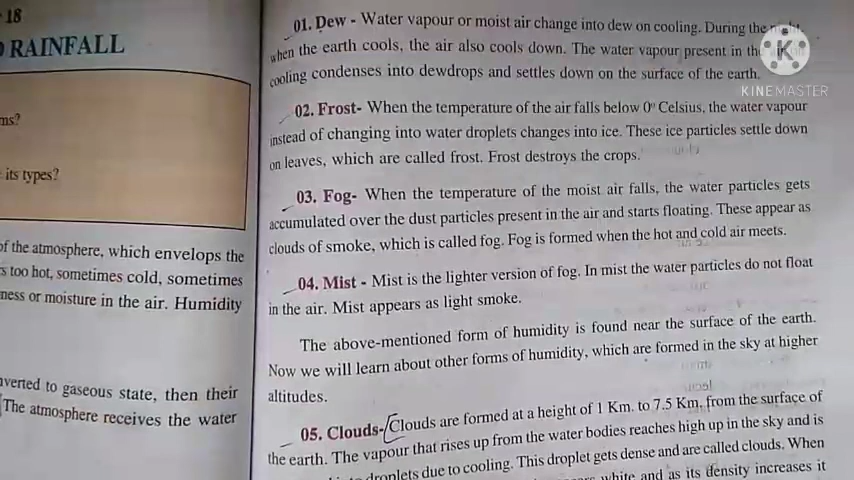 18
RAINFALL
ms?
its types?
of the atmosphere, which envelops the
s too hot, sometimes cold, sometimes
ness or moisture in the air. Humidity
verted to gaseous state, then their
The atmosphere receives the water
01. Dew - Water vapour or moist air change into dew on cooling. During the
when the earth cools, the air also cools down. The water vapour present in the
cooling condenses into dewdrops and settles down on the surface of the earth.
02. Frost- When the temperature of the air falls below 0° Celsius, the water vapour
instead of changing into water droplets changes into ice. These ice particles settle down
on leaves, which are called frost. Frost destroys the crops.
03. Fog- When the temperature of the moist air falls, the water particles gets
accumulated over the dust particles present in the air and starts floating. These appear as
clouds of smoke, which is called fog. Fog is formed when the hot and cold air meets.
04. Mist - Mist is the lighter version of fog. In mist the water particles do not float
in the air. Mist appears as light smoke.
The above-mentioned form of humidity is found near the surface of the earth.
Now we will learn about other forms of humidity, which are formed in the sky at higher
altitudes.
05. Clouds- Clouds are formed at a height of 1 Km. to 7.5 Km. from the surface of
the earth. The vapour that rises up from the water bodies reaches high up in the sky and is
droplets due to cooling. This droplet gets dense and are called clouds. When
white and as its density increases it
KINEMASTER